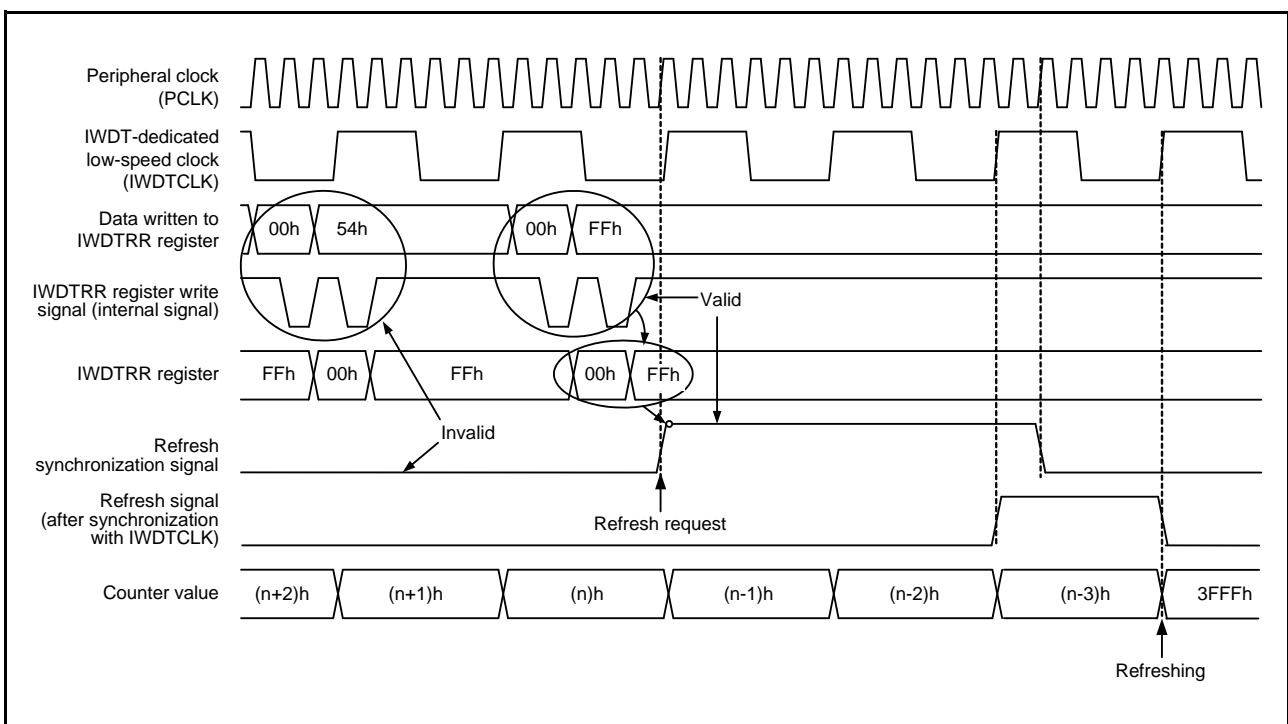 Peripheral clock
(PCLK)
IWDT-dedicated
low-speed clock
(IWDTCLK)
Data written to
IWDTRR register
00h 54h 00h FFh
IWDTRR register write
signal (internal signal)
Valid
IWDTRR register
FFh 00h FFh 00h FFh
Invalid
Refresh
synchronization signal
Refresh request
Refresh signal
(after synchronization
with IWDTCLK)
Counter value
(n+2)h (n+1)h (n)h (n-1)h (n-2)h (n-3)h 3FFFh
Refreshing